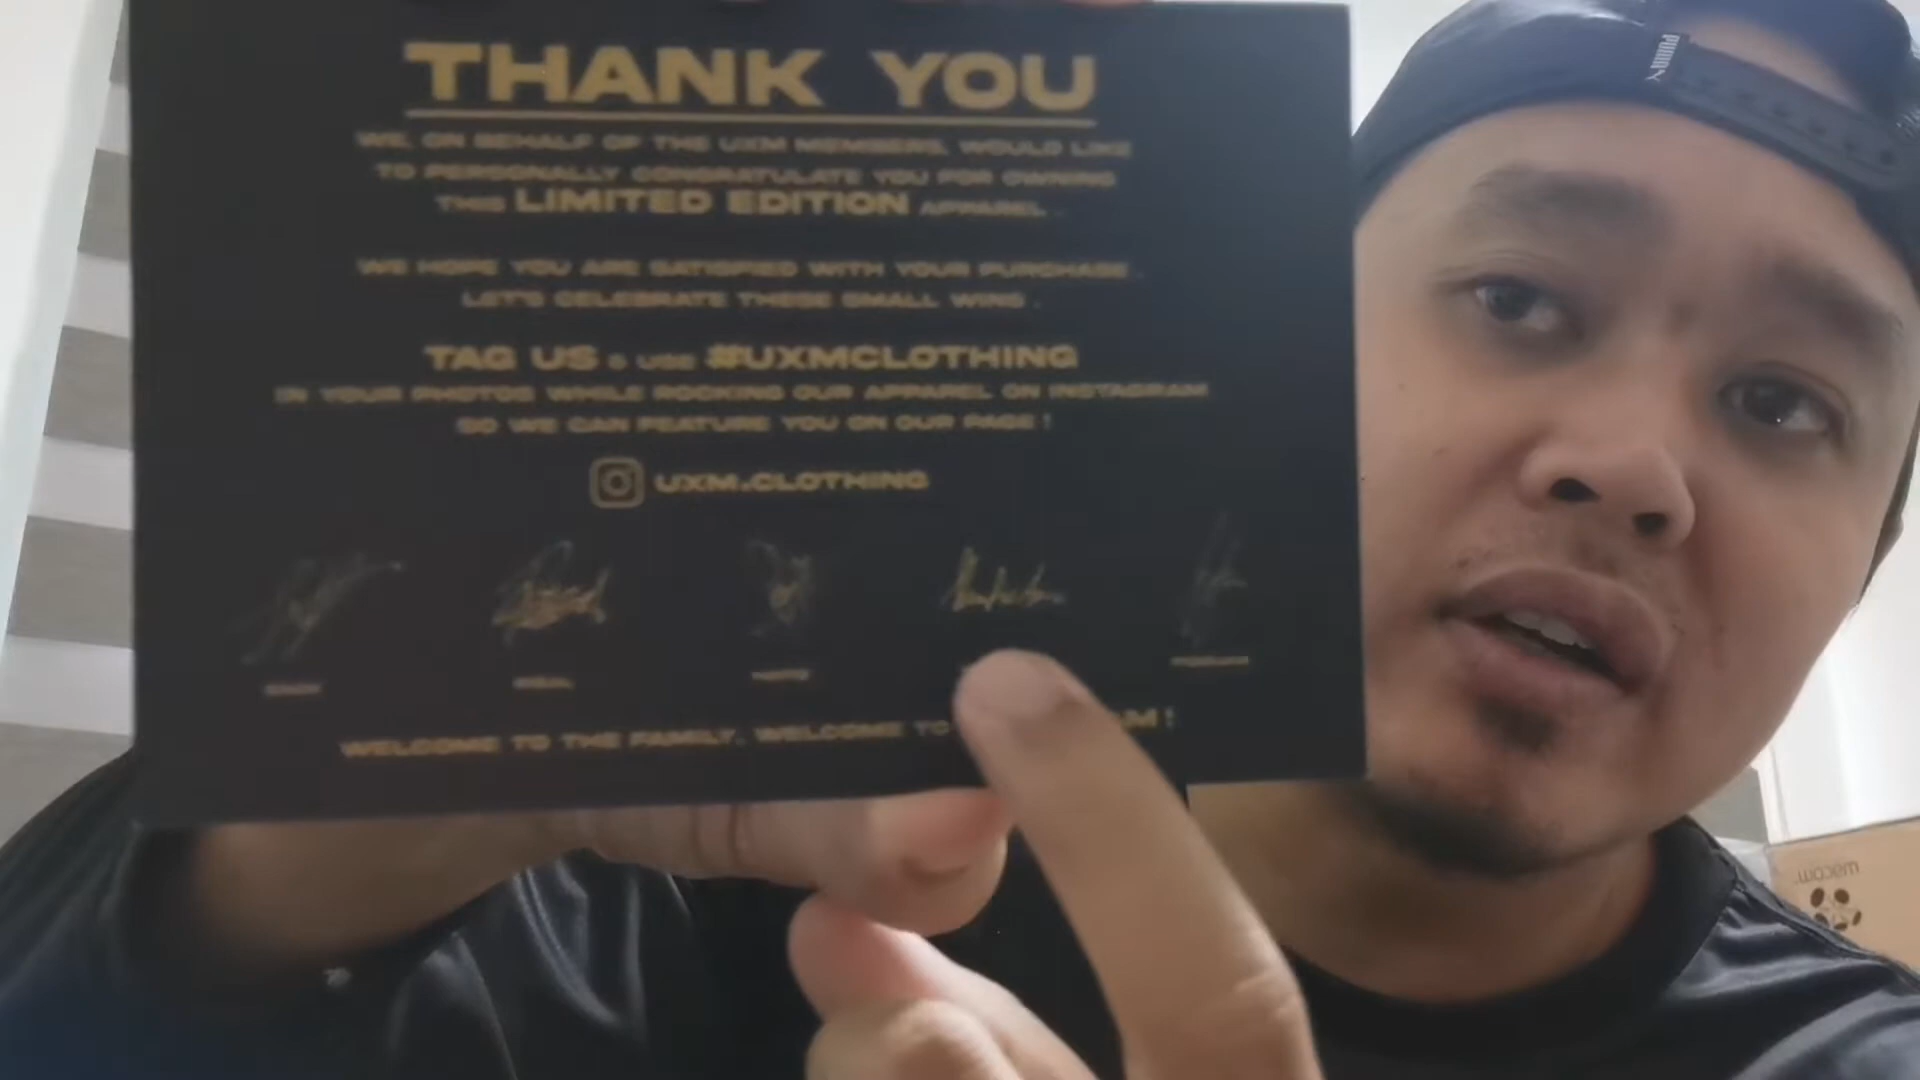 THANK YOU
WE, ON BEHALF OF THE UXM MEMBERS, WOULD LIKE
TO PERSONALLY CONGRATULATE YOU FOR OWNING
THIS LIMITED EDITION APPAREL.
WE HOPE YOU ARE SATISFIED WITH YOUR PURCHASE.
LET'S CELEBRATE THESE SMALL WINS.
TAG US & USE #UXMCLOTHING
IN YOUR PHOTOS WHILE ROCKING OUR APPAREL ON INSTAGRAM
SO WE CAN FEATURE YOU ON OUR PAGE!
UXM.CLOTHING
WELCOME TO THE FAMILY. WELCOME TO
PUMA
wacom